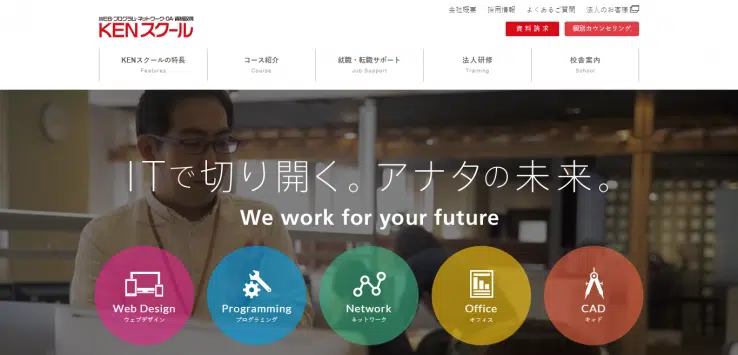 会社概要 採用情報 よくあるご質問 法人のお客様
WEB・プログラム・ネットワーク・OA 資格取得
KENスクール
資料請求 個別カウンセリング
KENスクールの特長 コース紹介 就職・転職サポート 法人研修 校舎案内
Features Course Job Support Training School
ITで切り開く。アナタの未来。
We work for your future
Web Design Programming Network Office CAD
ウェブデザイン プログラミング ネットワーク オフィス キャド